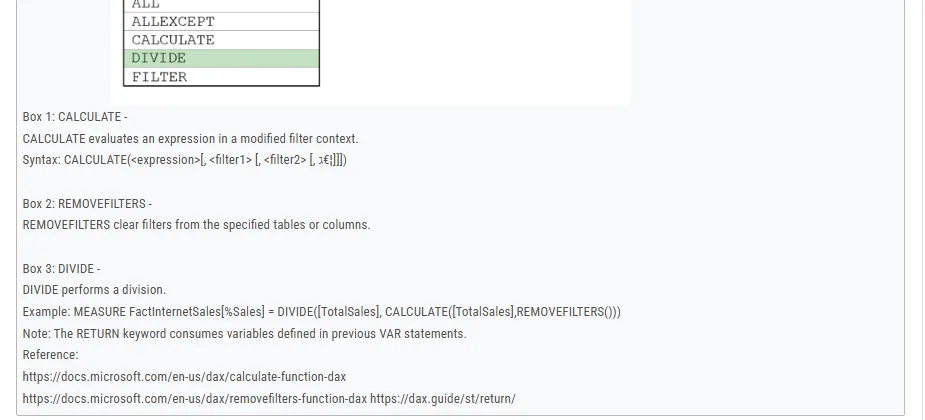 ALL
ALLEXCEPT
CALCULATE
DIVIDE
FILTER
Box 1: CALCULATE -
CALCULATE evaluates an expression in a modified filter context.
Syntax: CALCULATE(<expression>[, <filter1> [, <filter2> [, ג€¦]]])
Box 2: REMOVEFILTERS -
REMOVEFILTERS clear filters from the specified tables or columns.
Box 3: DIVIDE -
DIVIDE performs a division.
Example: MEASURE FactInternetSales[%Sales] = DIVIDE([TotalSales], CALCULATE([TotalSales],REMOVEFILTERS()))
Note: The RETURN keyword consumes variables defined in previous VAR statements.
Reference:
https://docs.microsoft.com/en-us/dax/calculate-function-dax
https://docs.microsoft.com/en-us/dax/removefilters-function-dax https://dax.guide/st/return/